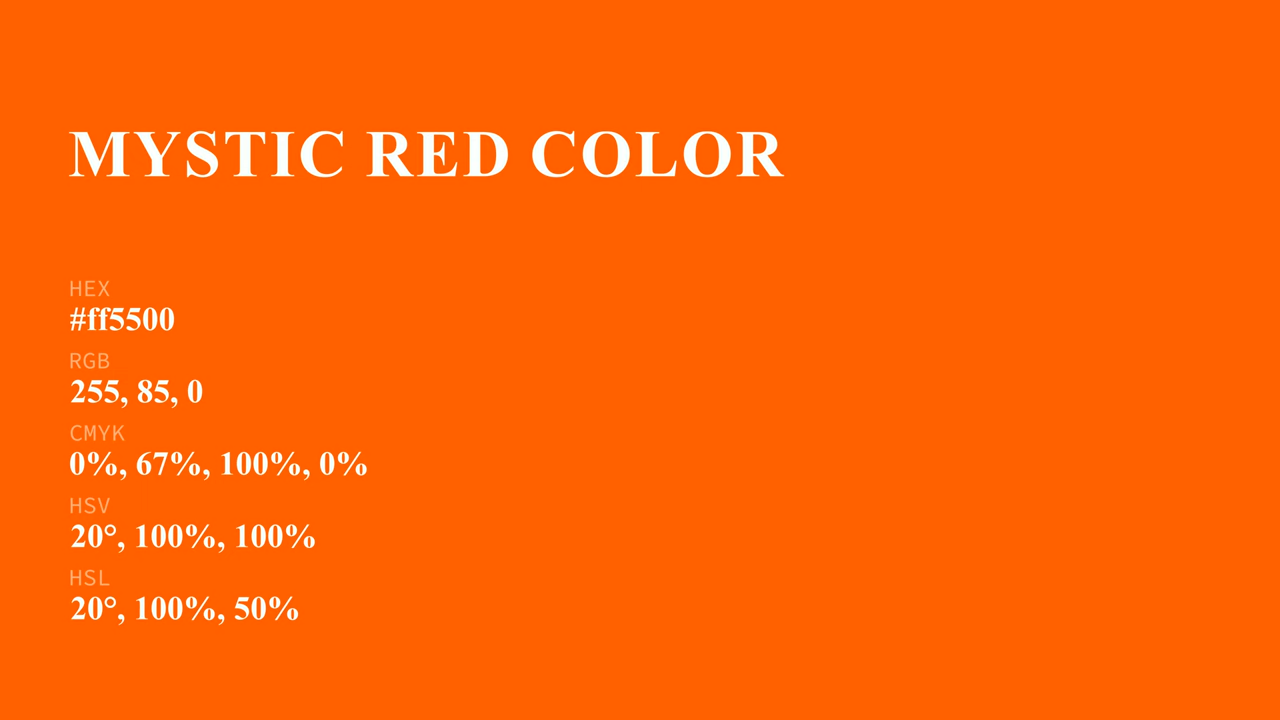 MYSTIC RED COLOR
HEX
#ff5500
RGB
255, 85, 0
CMYK
0%, 67%, 100%, 0%
HSV
20°, 100%, 100%
HSL
20°, 100%, 50%